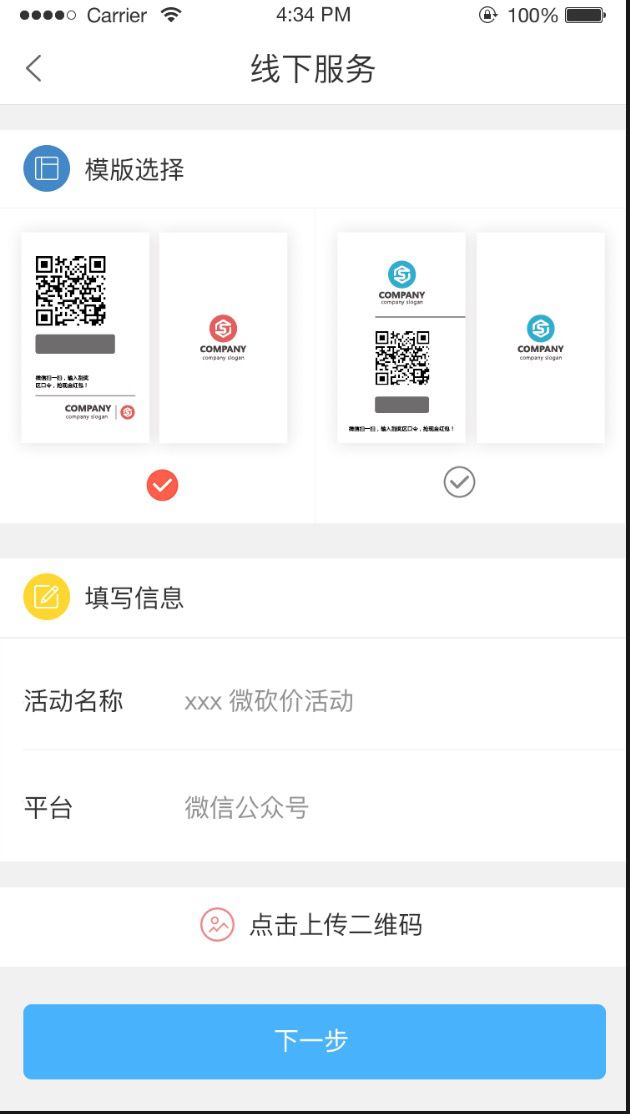 Carrier
4:34 PM
100%
线下服务
模版选择
微信扫一扫，输入刮奖
区口令，抢现金红包！
COMPANY
company slogan
COMPANY
company slogan
COMPANY
company slogan
微信扫一扫，输入刮奖区口令，抢现金红包！
COMPANY
company slogan
填写信息
活动名称 xxx 微砍价活动
平台 微信公众号
点击上传二维码
下一步